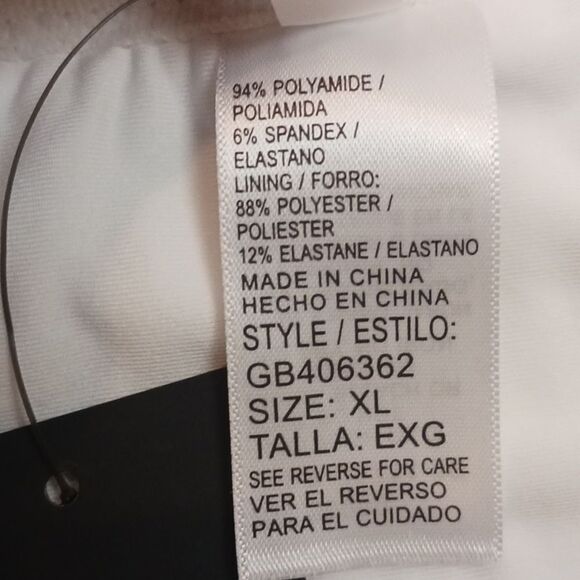 94% POLYAMIDE /
POLIAMIDA
6% SPANDEX /
ELASTANO
LINING / FORRO:
88% POLYESTER /
POLIESTER
12% ELASTANE / ELASTANO
MADE IN CHINA
HECHO EN CHINA
STYLE / ESTILO:
GB406362
SIZE: XL
TALLA: EXG
SEE REVERSE FOR CARE
VER EL REVERSO
PARA EL CUIDADO